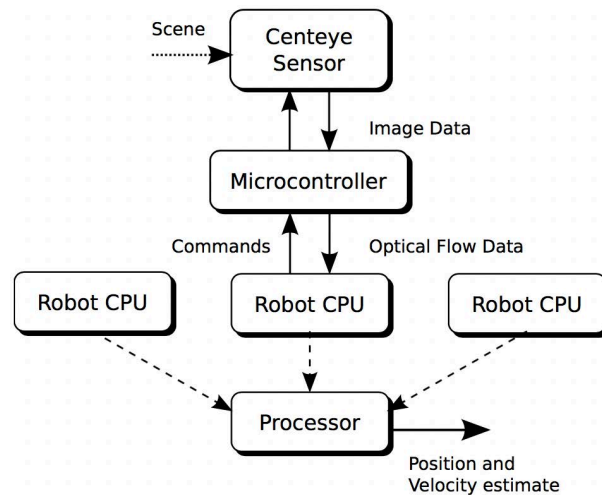 Scene
Centeye
Sensor
Image Data
Microcontroller
Commands
Optical Flow Data
Robot CPU
Robot CPU
Robot CPU
Processor
Position and
Velocity estimate